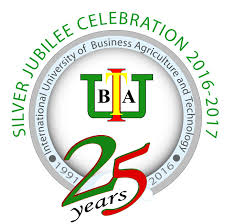 SILVER JUBILEE CELEBRATION 2016-2017
International University of Business Agriculture and Technology
IUBAT
1991
2016
25
years